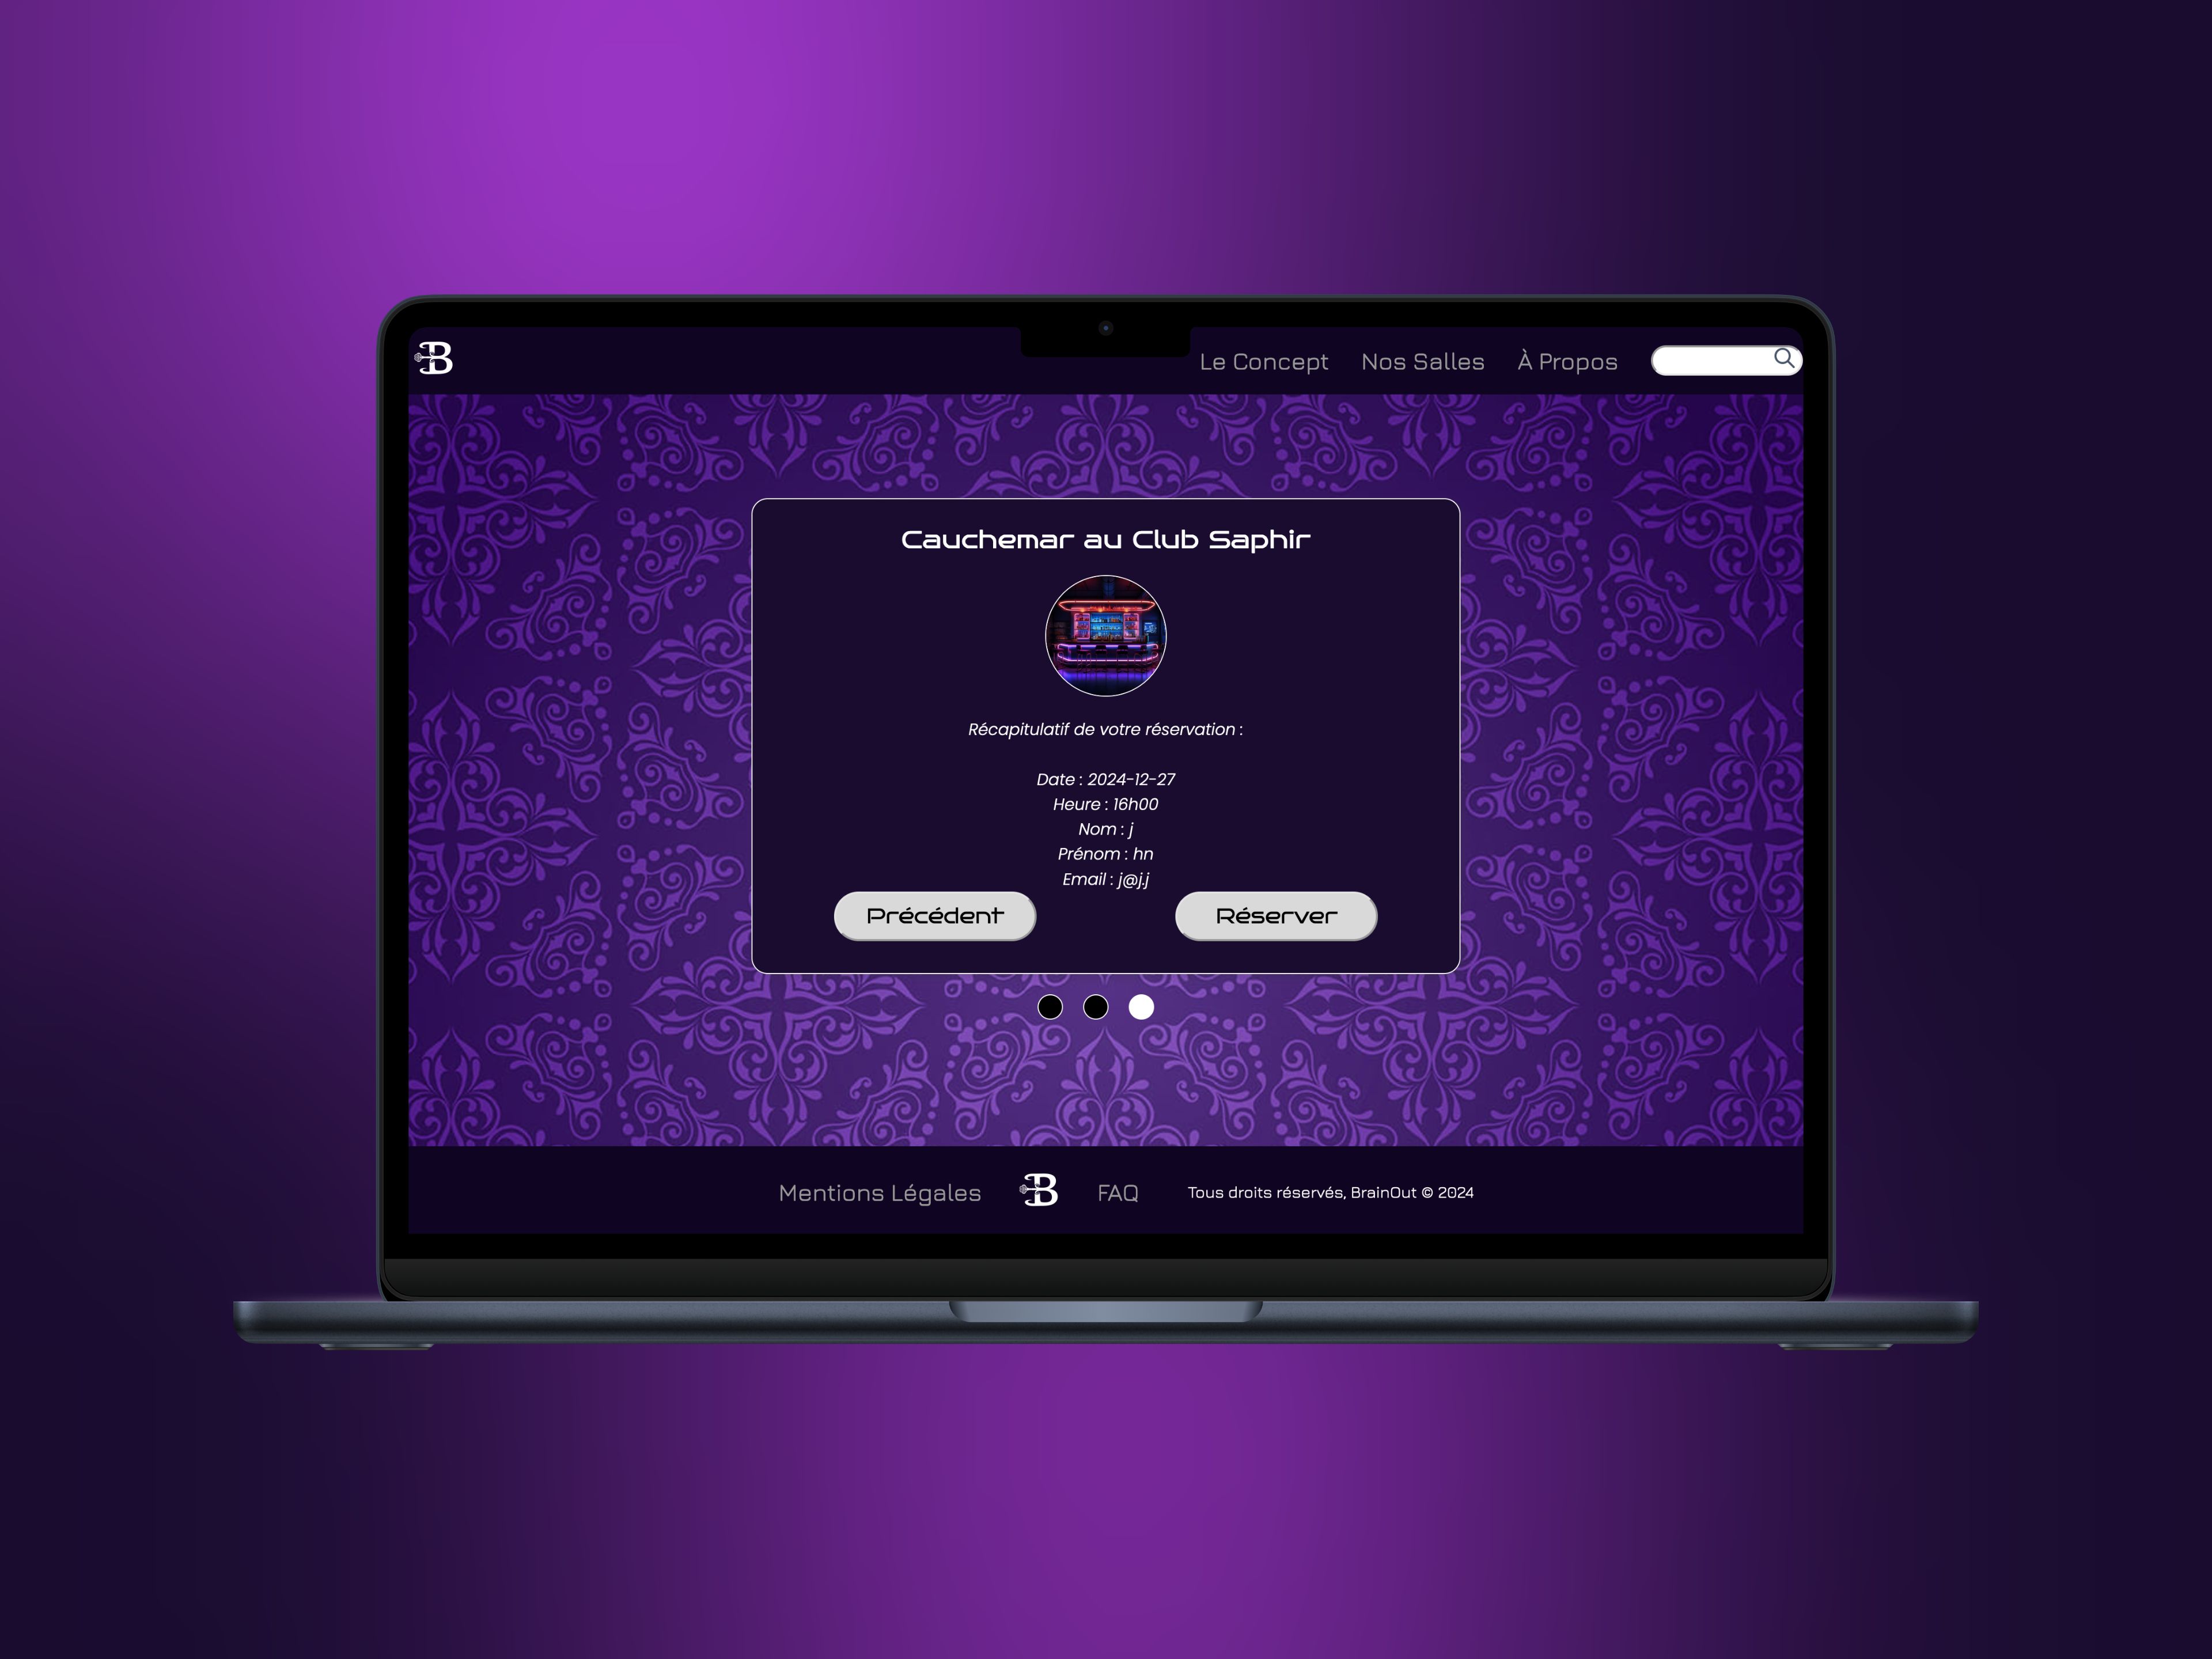 B
Le Concept Nos Salles À Propos
Cauchemar au Club Saphir
Récapitulatif de votre réservation :
Date : 2024-12-27
Heure : 16h00
Nom : j
Prénom : hn
Email : j@j.j
Précédent Réserver
Mentions Légales B FAQ Tous droits réservés, BrainOut © 2024